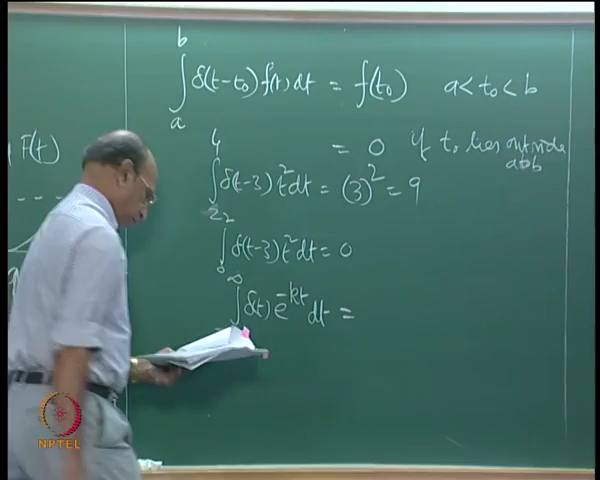 F(t)
- - -
b
∫ δ(t-t₀) f(t) dt = f(t₀) a < t₀ < b
a
= 0 if t₀ lies outside
a to b
4
∫ δ(t-3) t² dt = (3)² = 9
2
2
∫ δ(t-3) t² dt = 0
0
∞
∫ δ(t) e^{-kt} dt =
NPTEL